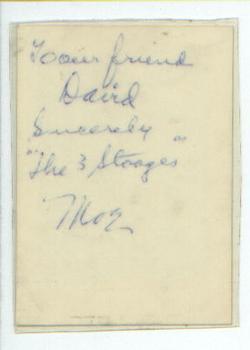 To our friend
David
Sincerely
"The 3 Stooges"
Moe